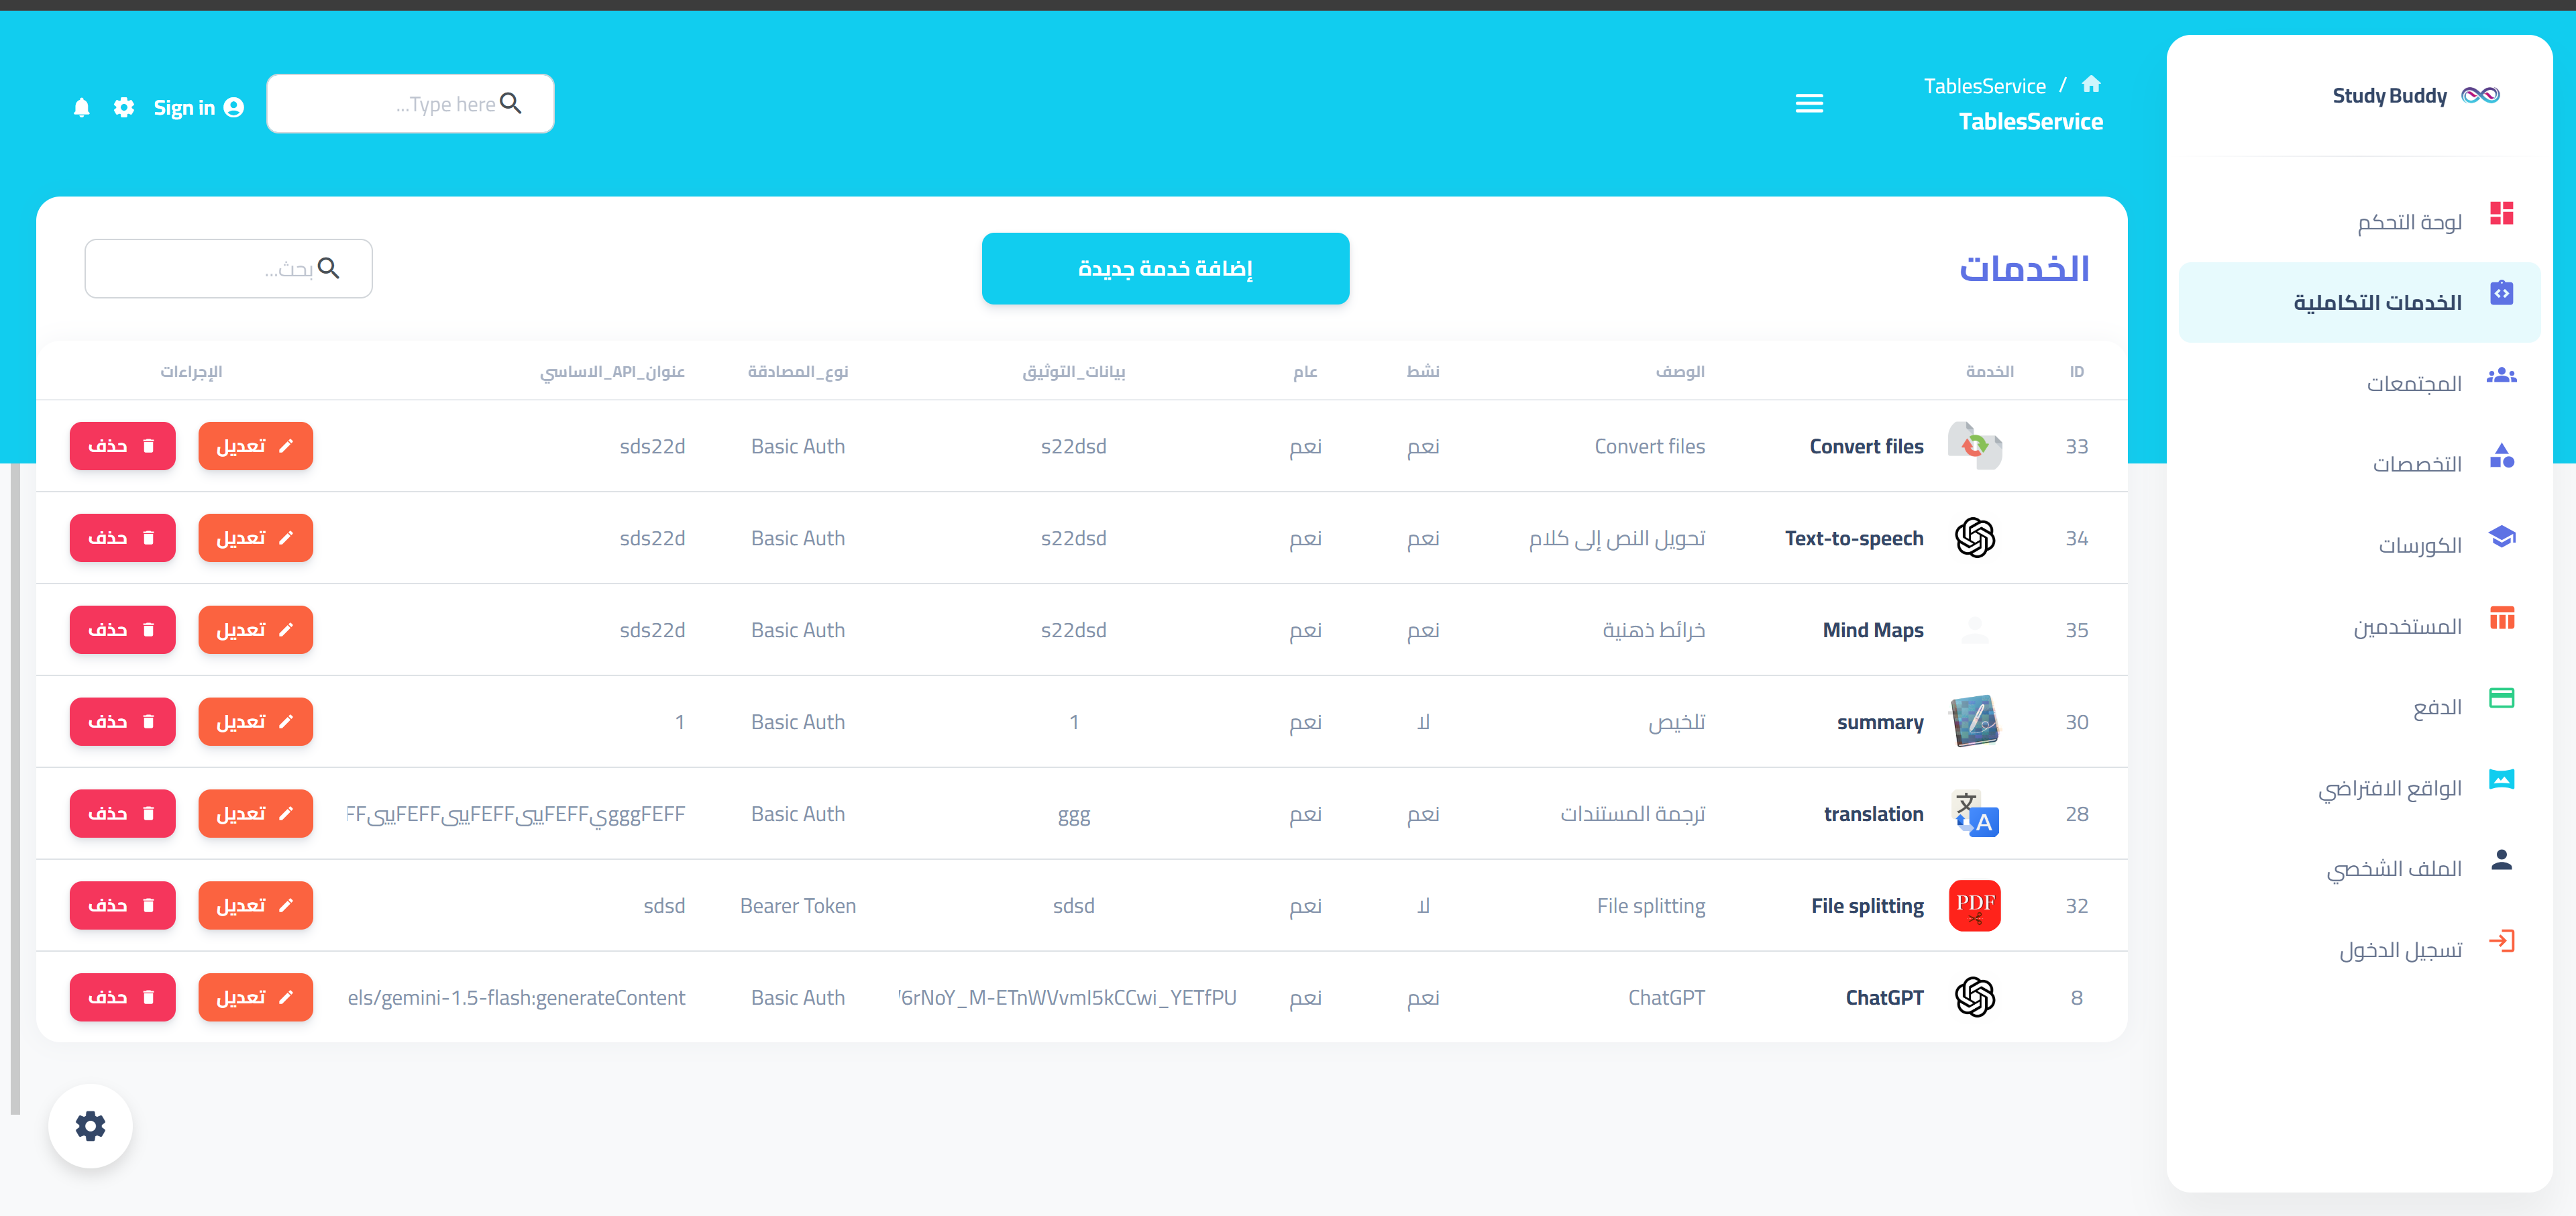 Study Buddy
لوحة التحكم
الخدمات التكاملية
المجتمعات
التخصصات
الكورسات
المستخدمين
الدفع
الواقع الافتراضي
الملف الشخصي
تسجيل الدخول
TablesService /
TablesService
Type here...
Sign in
الخدمات
إضافة خدمة جديدة
بحث...
ID الخدمة الوصف نشط عام بيانات_التوثيق نوع_المصادقة عنوان_API_الاساسي الإجراءات
33 Convert files Convert files نعم نعم s22dsd Basic Auth sds22d تعديل حذف
34 Text-to-speech تحويل النص إلى كلام نعم نعم s22dsd Basic Auth sds22d تعديل حذف
35 Mind Maps خرائط ذهنية نعم نعم s22dsd Basic Auth sds22d تعديل حذف
30 summary تلخيص لا نعم 1 Basic Auth 1 تعديل حذف
28 translation ترجمة المستندات نعم نعم ggg Basic Auth تعديل حذف
32 PDF File splitting File splitting لا نعم sdsd Bearer Token sdsd تعديل حذف
8 ChatGPT ChatGPT نعم نعم Basic Auth els/gemini-1.5-flash:generateContent تعديل حذف